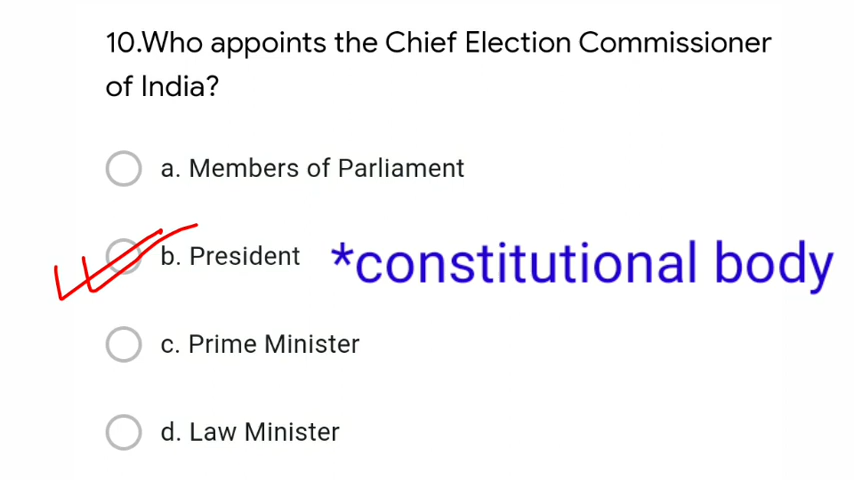 10.Who appoints the Chief Election Commissioner
of India?
a. Members of Parliament
b. President *constitutional body
c. Prime Minister
d. Law Minister